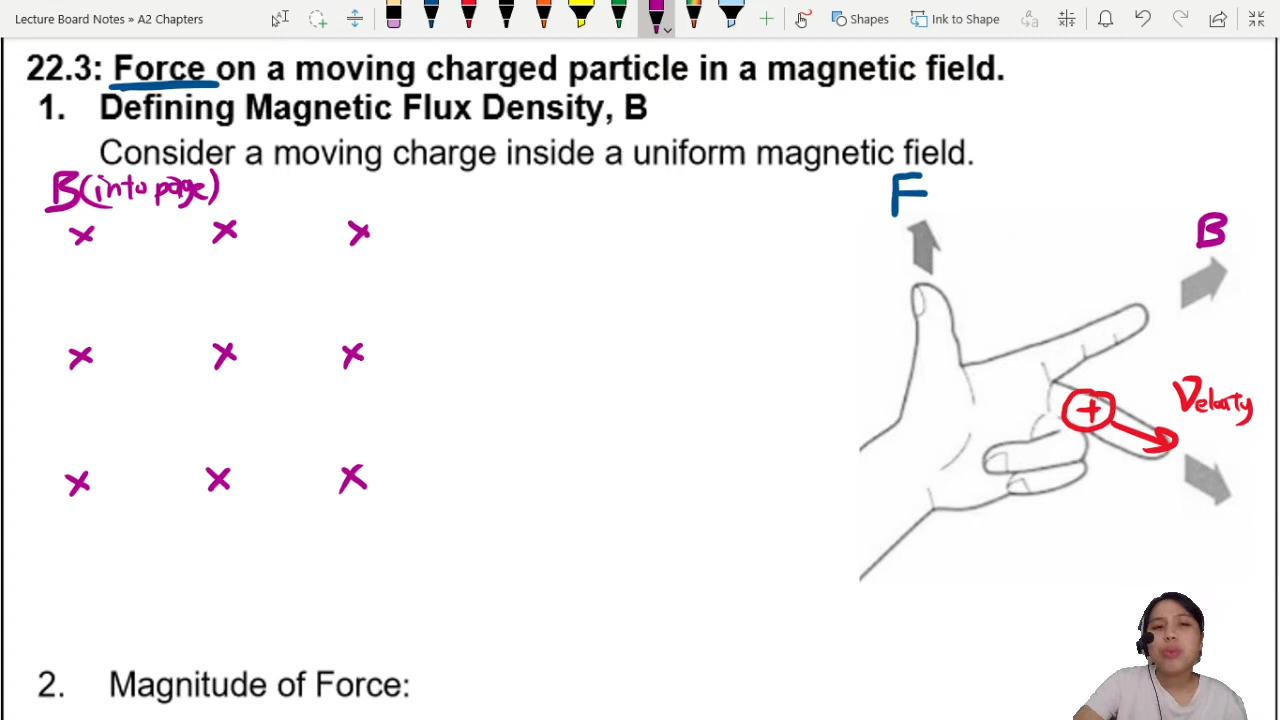 Lecture Board Notes » A2 Chapters
Shapes
Ink to Shape
22.3: Force on a moving charged particle in a magnetic field.
1. Defining Magnetic Flux Density, B
Consider a moving charge inside a uniform magnetic field.
B (into page)
F
x x x
B
x x x
+
Velocity
x x x
2. Magnitude of Force: